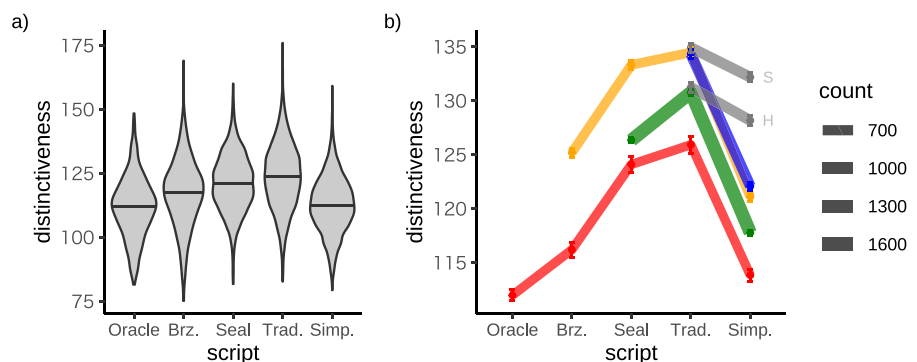 a)
distinctiveness
175
150
125
100
75
Oracle Brz. Seal Trad. Simp.
script
b)
distinctiveness
135
130
125
120
115
S
H
Oracle Brz. Seal Trad. Simp.
script
count
700
1000
1300
1600